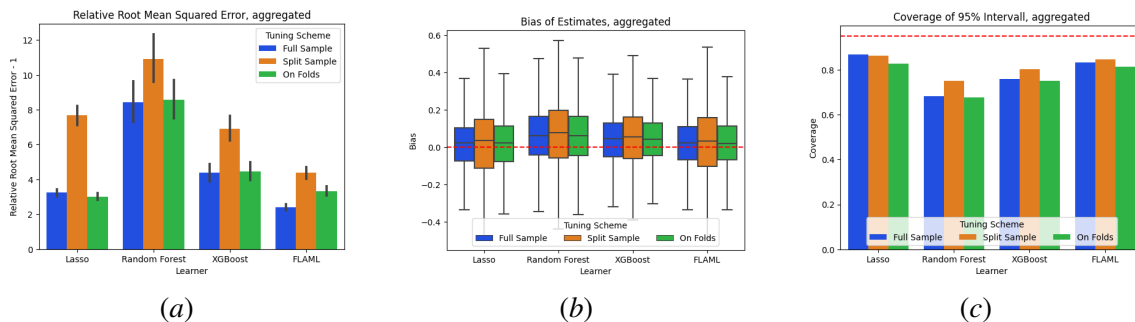 Relative Root Mean Squared Error, aggregated
Relative Root Mean Squared Error - 1
12
10
8
6
4
2
0
Tuning Scheme
Full Sample
Split Sample
On Folds
Lasso Random Forest XGBoost FLAML
Learner
(a)
Bias of Estimates, aggregated
Bias
0.6
0.4
0.2
0.0
−0.2
−0.4
Tuning Scheme
Full Sample Split Sample On Folds
Lasso Random Forest XGBoost FLAML
Learner
(b)
Coverage of 95% Intervall, aggregated
Coverage
0.8
0.6
0.4
0.2
0.0
Tuning Scheme
Full Sample Split Sample On Folds
Lasso Random Forest XGBoost FLAML
Learner
(c)